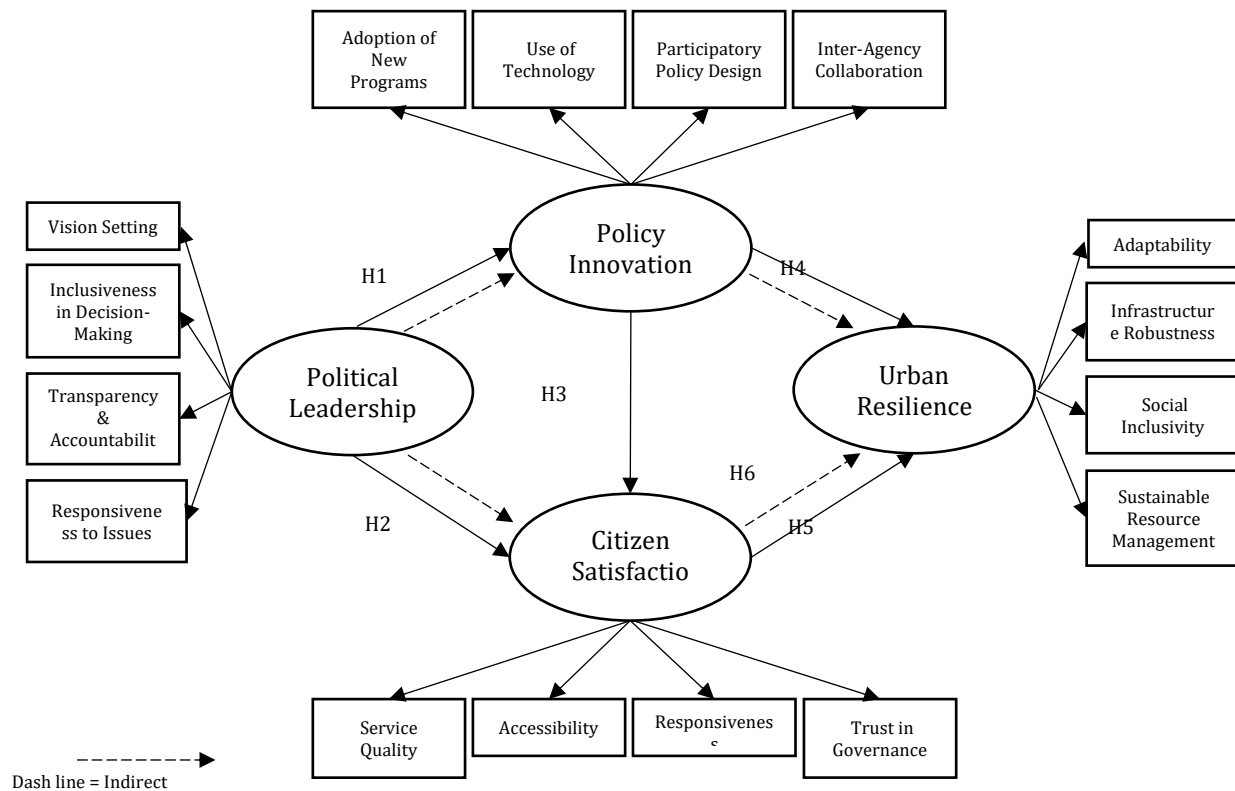 Adoption of
New
Programs
Use of
Technology
Participatory
Policy Design
Inter-Agency
Collaboration
Vision Setting
Inclusiveness
in Decision-
Making
Transparency
&
Accountabilit
Responsivene
ss to Issues
H1
Policy
Innovation
H4
Political
Leadership
H3
Urban
Resilience
H2
H6
H5
Citizen
Satisfactio
Adaptability
Infrastructur
e Robustness
Social
Inclusivity
Sustainable
Resource
Management
Service
Quality
Accessibility
Responsivenes
s
Trust in
Governance
Dash line = Indirect